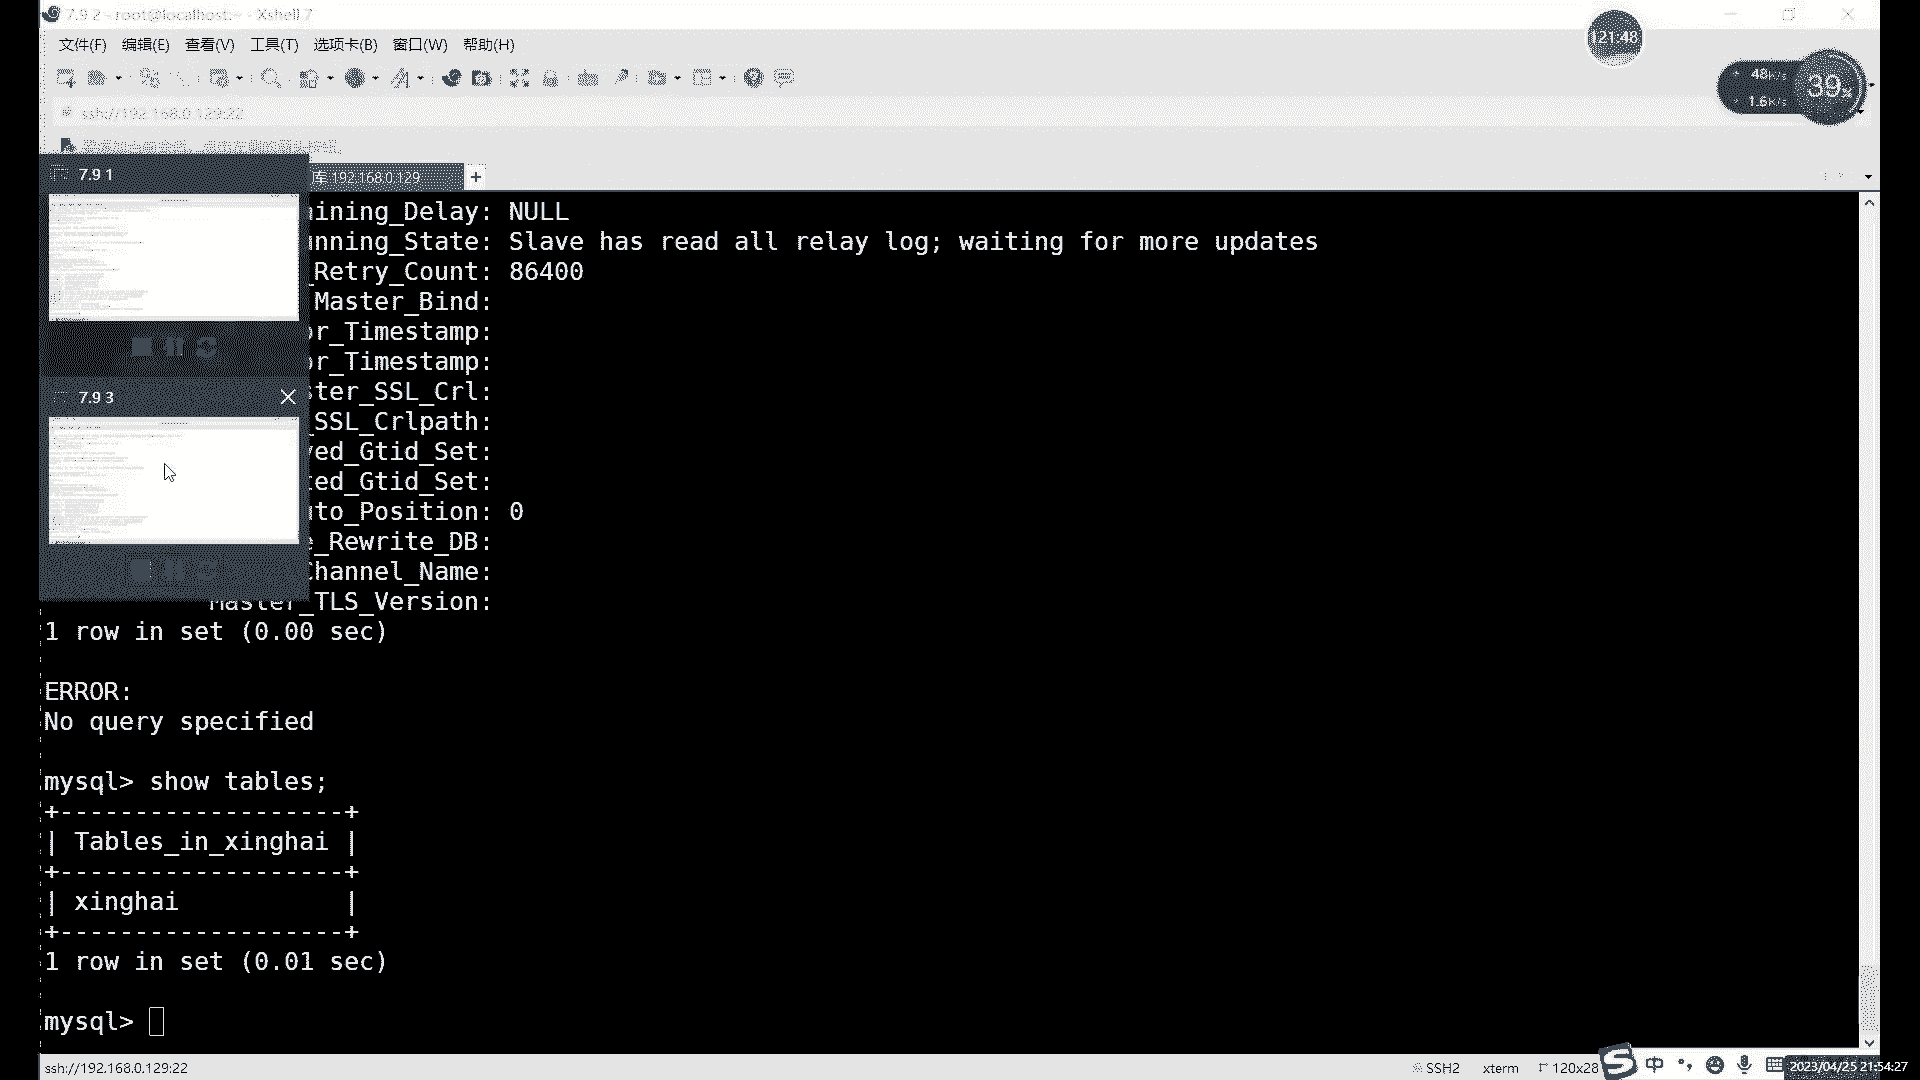 7.9 2 - root@localhost:~ - Xshell 7
文件(F) 编辑(E) 查看(V) 工具(T) 选项卡(B) 窗口(W) 帮助(H)
121:48
48K/s
1.6K/s
39%
ssh://192.168.0.129:22
7.9 1
库 192.168.0.129
+
aining_Delay: NULL
unning_State: Slave has read all relay log; waiting for more updates
_Retry_Count: 86400
Master_Bind:
or_Timestamp:
or_Timestamp:
7.9 3
ster_SSL_Crl:
_SSL_Crlpath:
ved_Gtid_Set:
ted_Gtid_Set:
uto_Position: 0
e_Rewrite_DB:
Channel_Name:
Master_TLS_Version:
1 row in set (0.00 sec)
ERROR:
No query specified
mysql> show tables;
+-------------------+
| Tables_in_xinghai |
+-------------------+
| xinghai           |
+-------------------+
1 row in set (0.01 sec)
mysql>
ssh://192.168.0.129:22
SSH2 xterm 120x28
中
2023/04/25 21:54:27